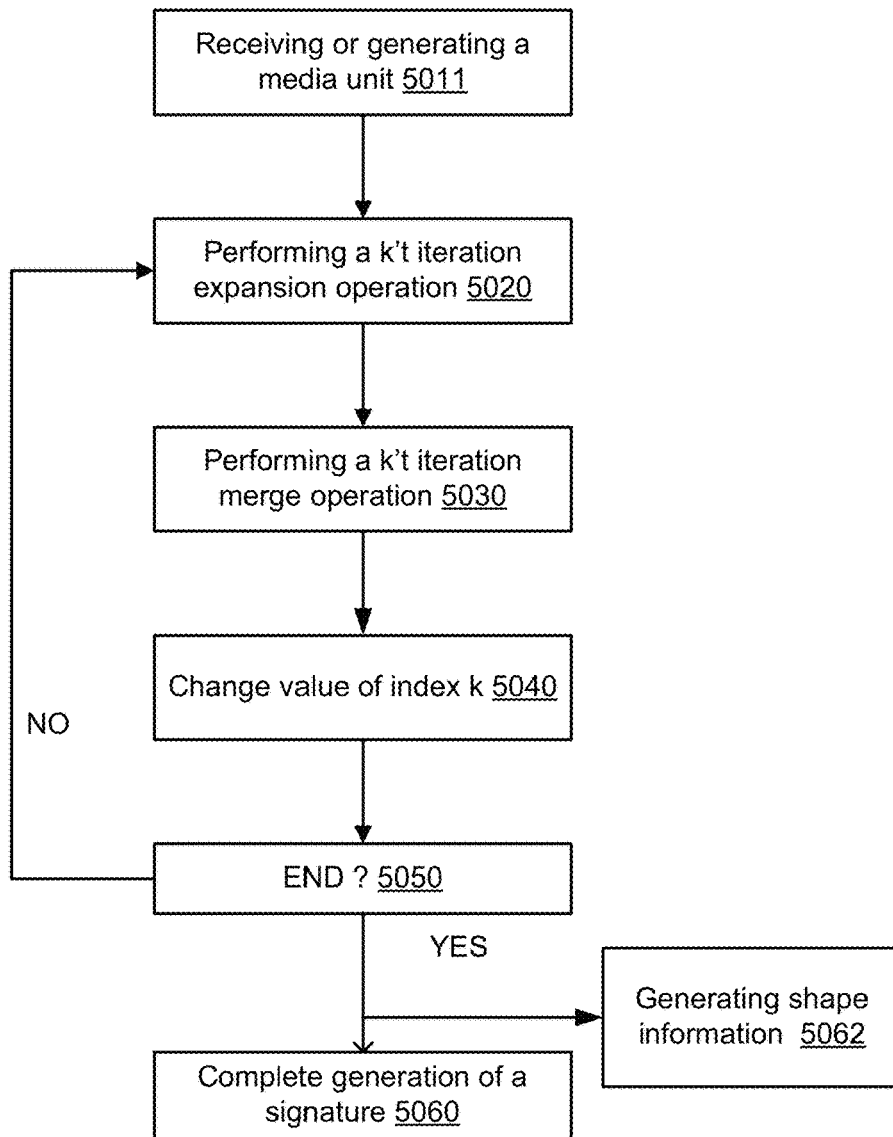 Receiving or generating a
media unit 5011
Performing a k't iteration
expansion operation 5020
Performing a k't iteration
merge operation 5030
Change value of index k 5040
NO
END ? 5050
YES
Generating shape
information 5062
Complete generation of a
signature 5060